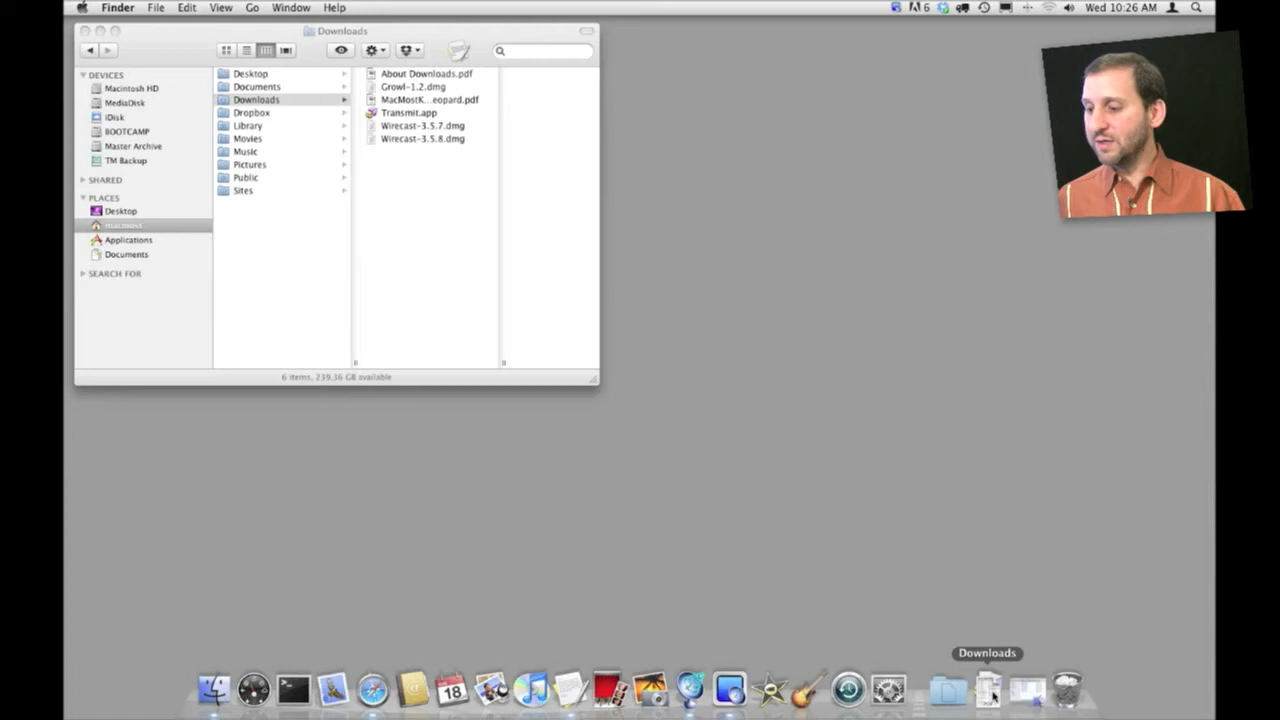 Finder File Edit View Go Window Help
6 Wed 10:26 AM
Downloads
DEVICES
Macintosh HD
MediaDisk
iDisk
BOOTCAMP
Master Archive
TM Backup
SHARED
PLACES
Desktop
macmost
Applications
Documents
SEARCH FOR
Desktop
Documents
Downloads
Dropbox
Library
Movies
Music
Pictures
Public
Sites
About Downloads.pdf
Growl-1.2.dmg
MacMostK...eopard.pdf
Transmit.app
Wirecast-3.5.7.dmg
Wirecast-3.5.8.dmg
6 items, 239.36 GB available
Downloads
18